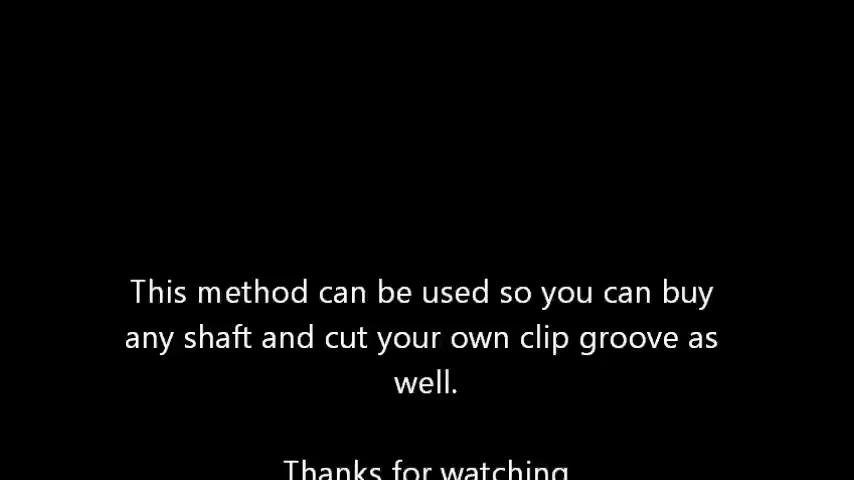 This method can be used so you can buy
any shaft and cut your own clip groove as
well.
Thanks for watching